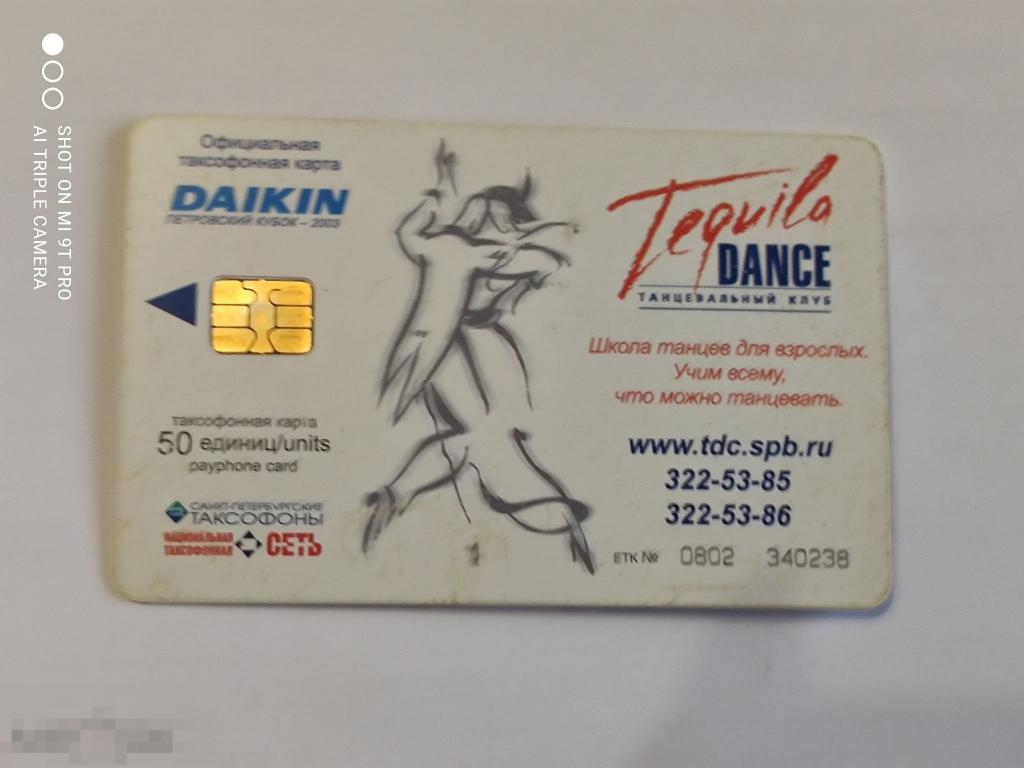 SHOT ON MI 9T PRO
AI TRIPLE CAMERA
Официальная
таксофонная карта
DAIKIN
ПЕТРОВСКИЙ КУБОК – 2003
таксофонная карта
50 единиц/units
payphone card
САНКТ-ПЕТЕРБУРГСКИЕ
ТАКСОФОНЫ
НАЦИОНАЛЬНАЯ
ТАКСОФОННАЯ СЕТЬ
Tequila
DANCE
ТАНЦЕВАЛЬНЫЙ КЛУБ
Школа танцев для взрослых.
Учим всему,
что можно танцевать.
www.tdc.spb.ru
322-53-85
322-53-86
ЕТК № 0802 340238